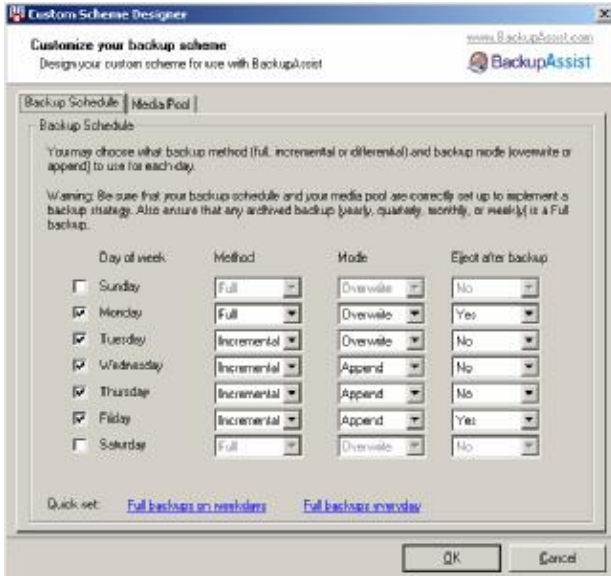 Custom Scheme Designer
Customize your backup scheme
Design your custom scheme for use with BackupAssist
www.BackupAssist.com
BackupAssist
Backup Schedule Media Pool
Backup Schedule
You may choose what backup method (full, incremental or differential) and backup mode (overwrite or
append) to use for each day.
Warning: Be sure that your backup schedule and your media pool are correctly set up to implement a
backup strategy. Also ensure that any archived backup (yearly, quarterly, monthly, or weekly( is a Full
backup.
Day of week Method Mode Eject after backup
Sunday Full Overwrite No
Monday Full Overwrite Yes
Tuesday Incremental Overwrite No
Wednesday Incremental Append No
Thursday Incremental Append No
Friday Incremental Append Yes
Saturday Full Overwrite No
Quick set: Full backups on weekdays Full backups everyday
OK Cancel